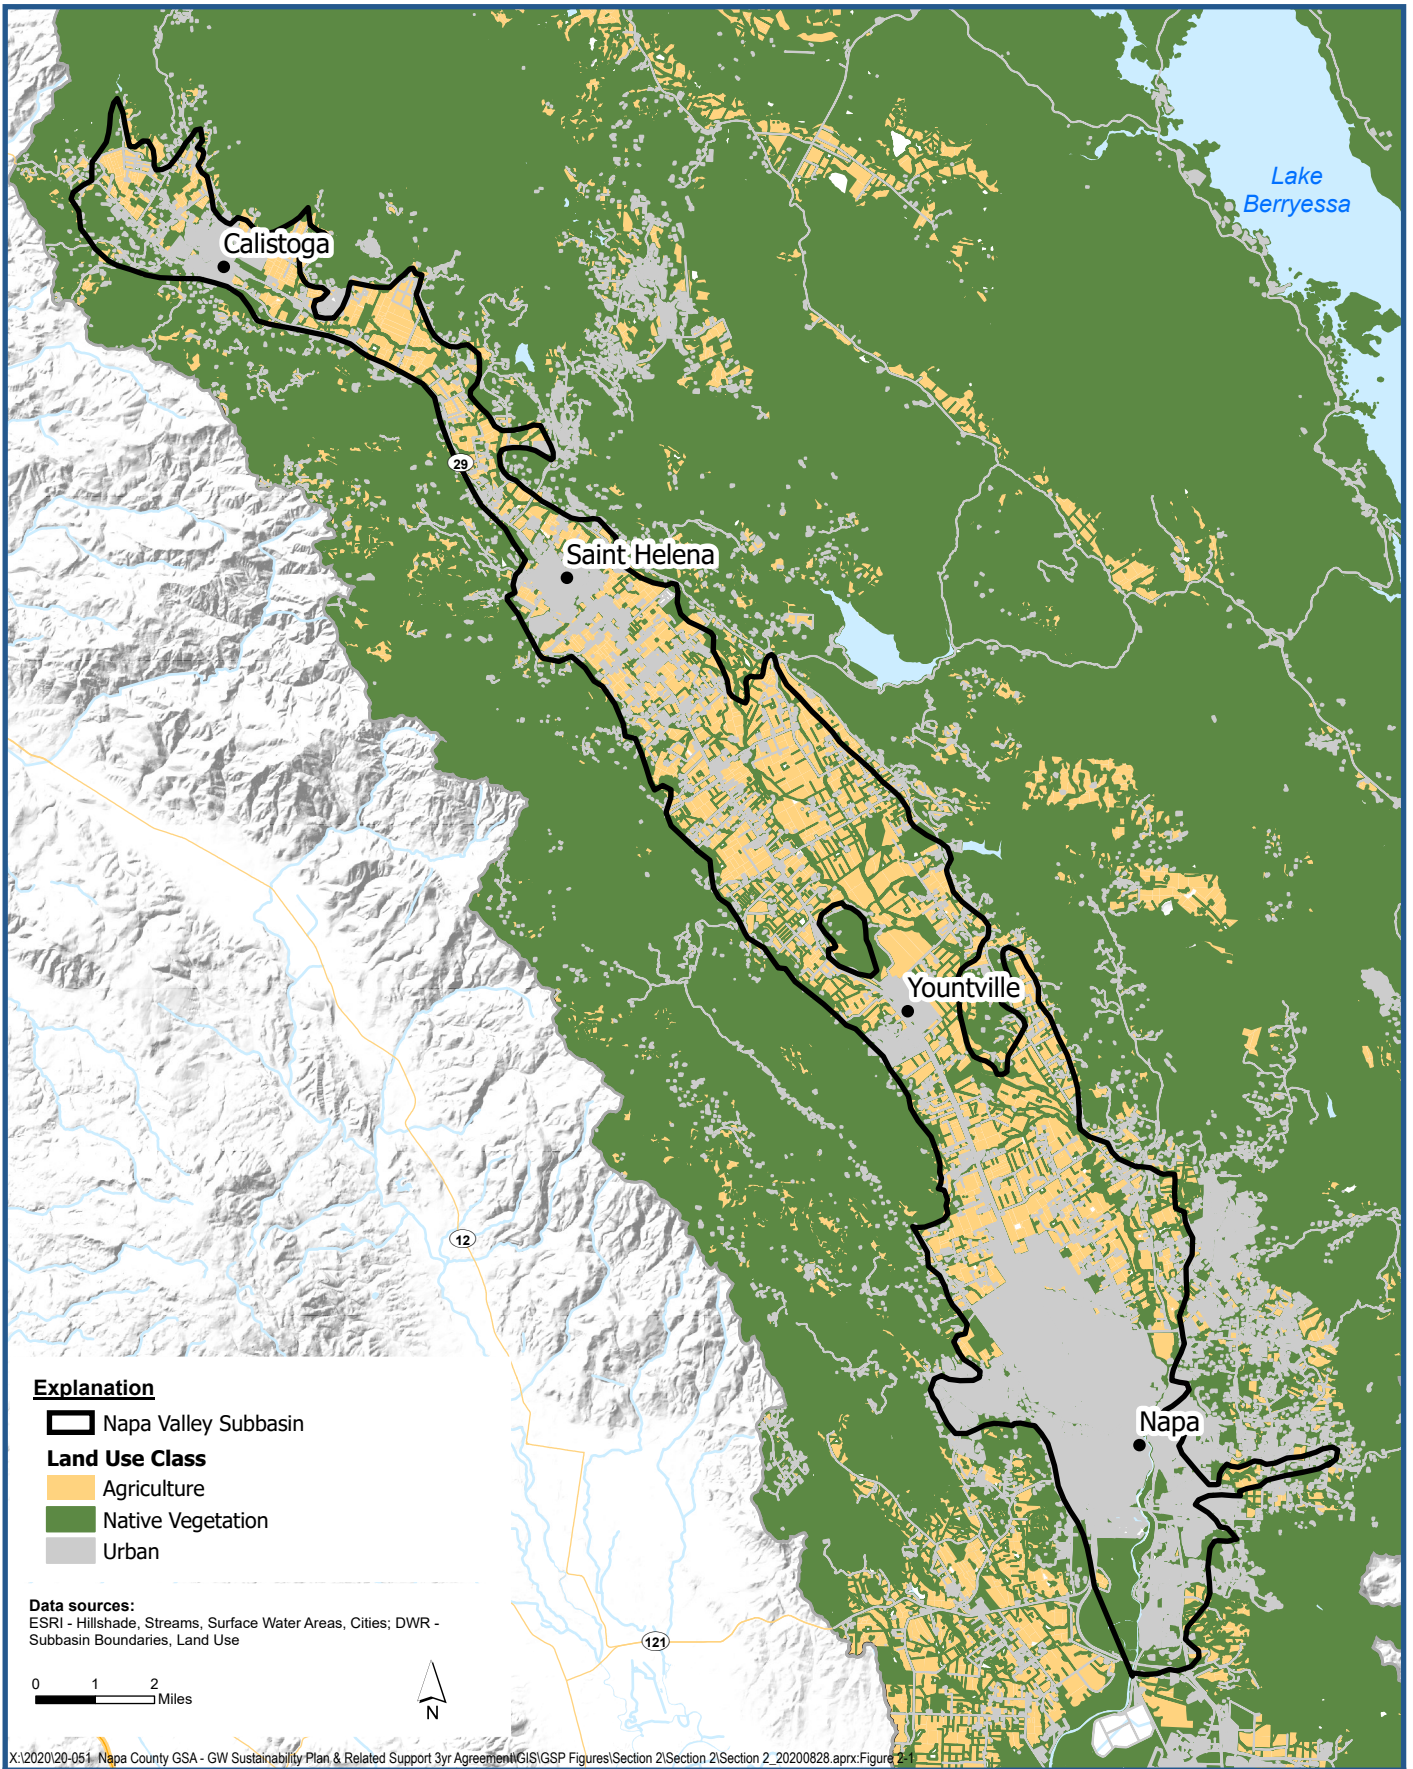 Lake
Berryessa
Calistoga
29
Saint Helena
Yountville
12
Napa
Explanation
Napa Valley Subbasin
Land Use Class
Agriculture
Native Vegetation
Urban
Data sources:
ESRI - Hillshade, Streams, Surface Water Areas, Cities; DWR -
Subbasin Boundaries, Land Use
121
0 1 2
Miles
N
X:\2020\20-051_Napa County GSA - GW Sustainability Plan & Related Support 3yr Agreement\GIS\GSP Figures\Section 2\Section 2\Section 2_20200828.aprx:Figure 2-1